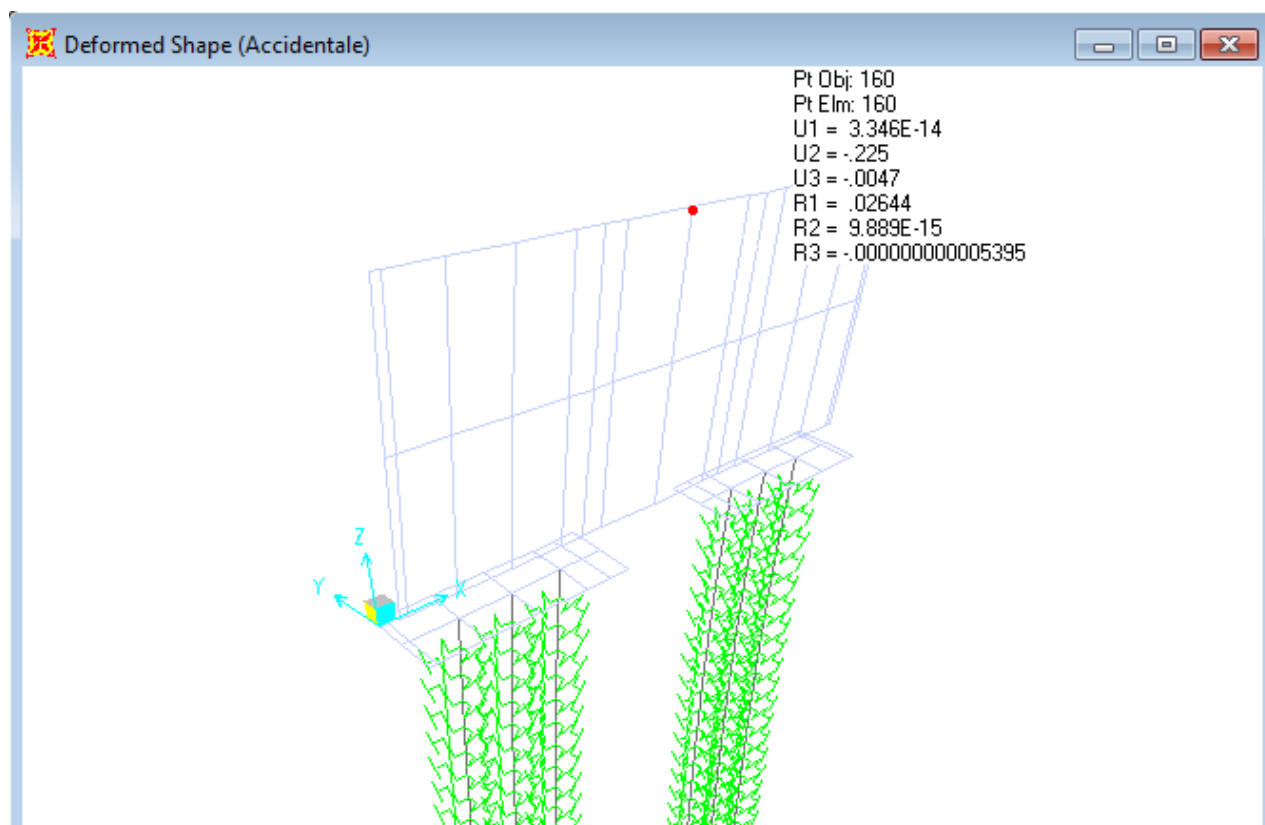 Deformed Shape (Accidentale)
Pt Obj: 160
Pt Elm: 160
U1 = 3.346E-14
U2 = -.225
U3 = -.0047
R1 = .02644
R2 = 9.889E-15
R3 = -.000000000005395
Z
Y
X